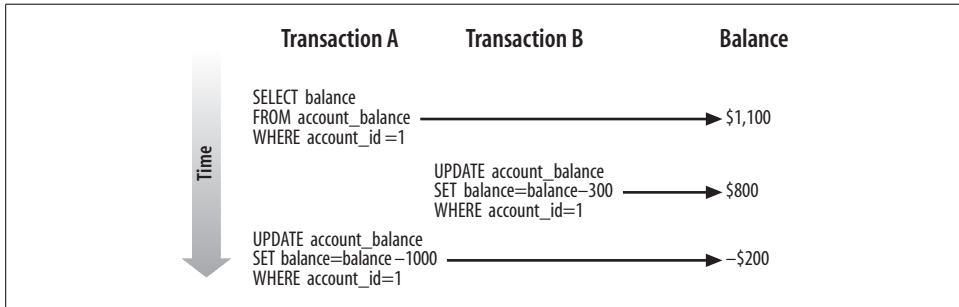 Transaction A Transaction B Balance
Time
SELECT balance
FROM account_balance
WHERE account_id =1
$1,100
UPDATE account_balance
SET balance=balance–300
WHERE account_id=1
$800
UPDATE account_balance
SET balance=balance –1000
WHERE account_id=1
–$200